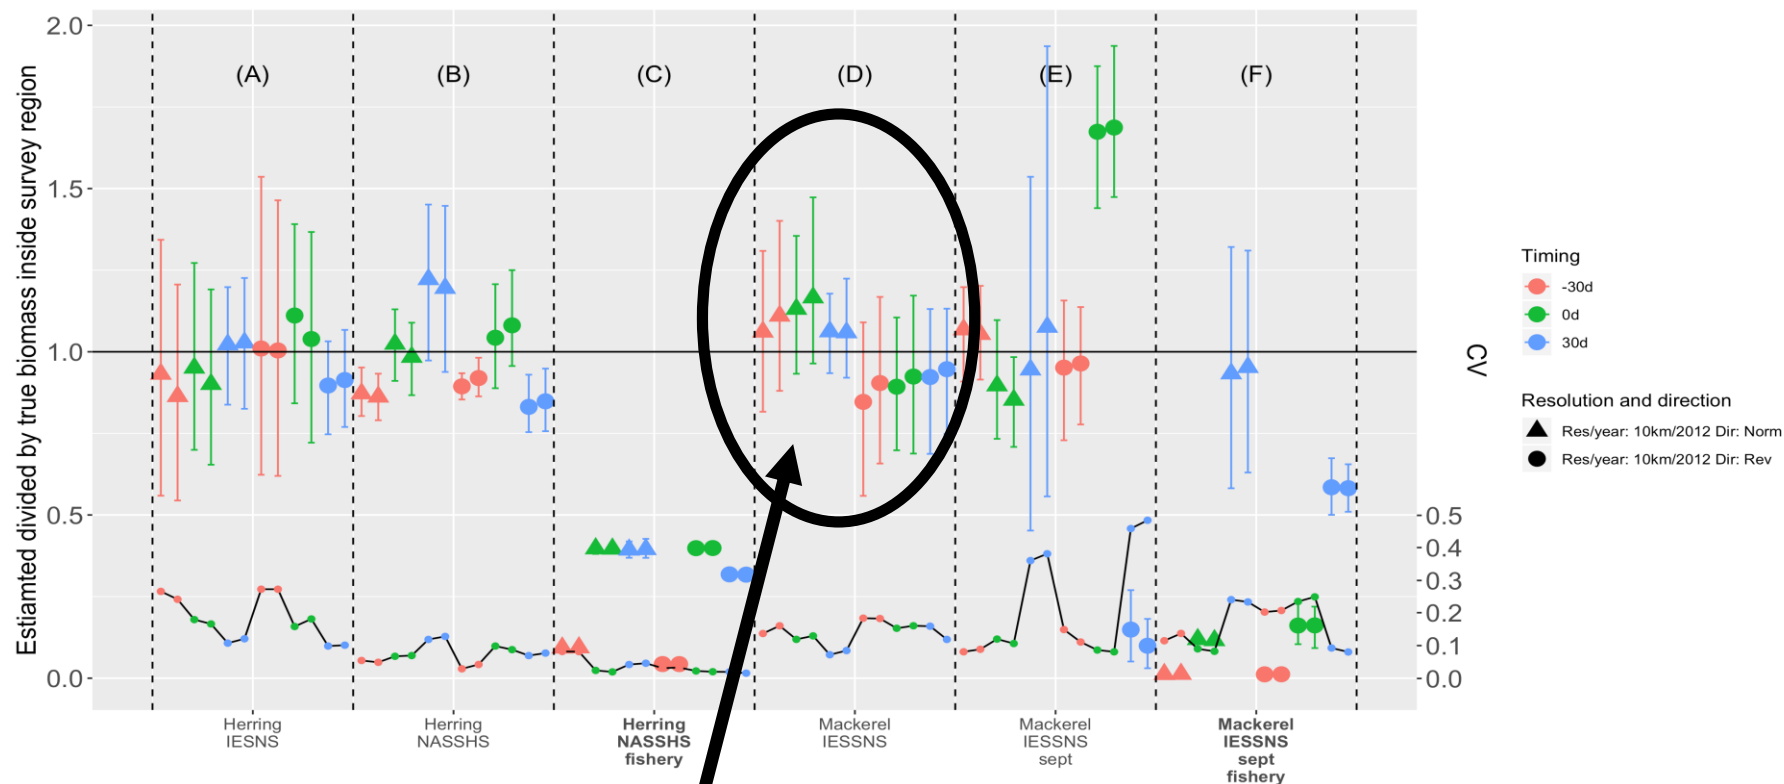 Estiamted divided by true biomass inside survey region
2.0
1.5
1.0
0.5
0.0
(A)
(B)
(C)
(D)
(E)
(F)
0.5
0.4
0.3
0.2
0.1
0.0
CV
Herring
IESNS
Herring
NASSHS
Herring
NASSHS
fishery
Mackerel
IESSNS
Mackerel
IESSNS
sept
Mackerel
IESSNS
sept
fishery
Timing
-30d
0d
30d
Resolution and direction
Res/year: 10km/2012 Dir: Norm
Res/year: 10km/2012 Dir: Rev